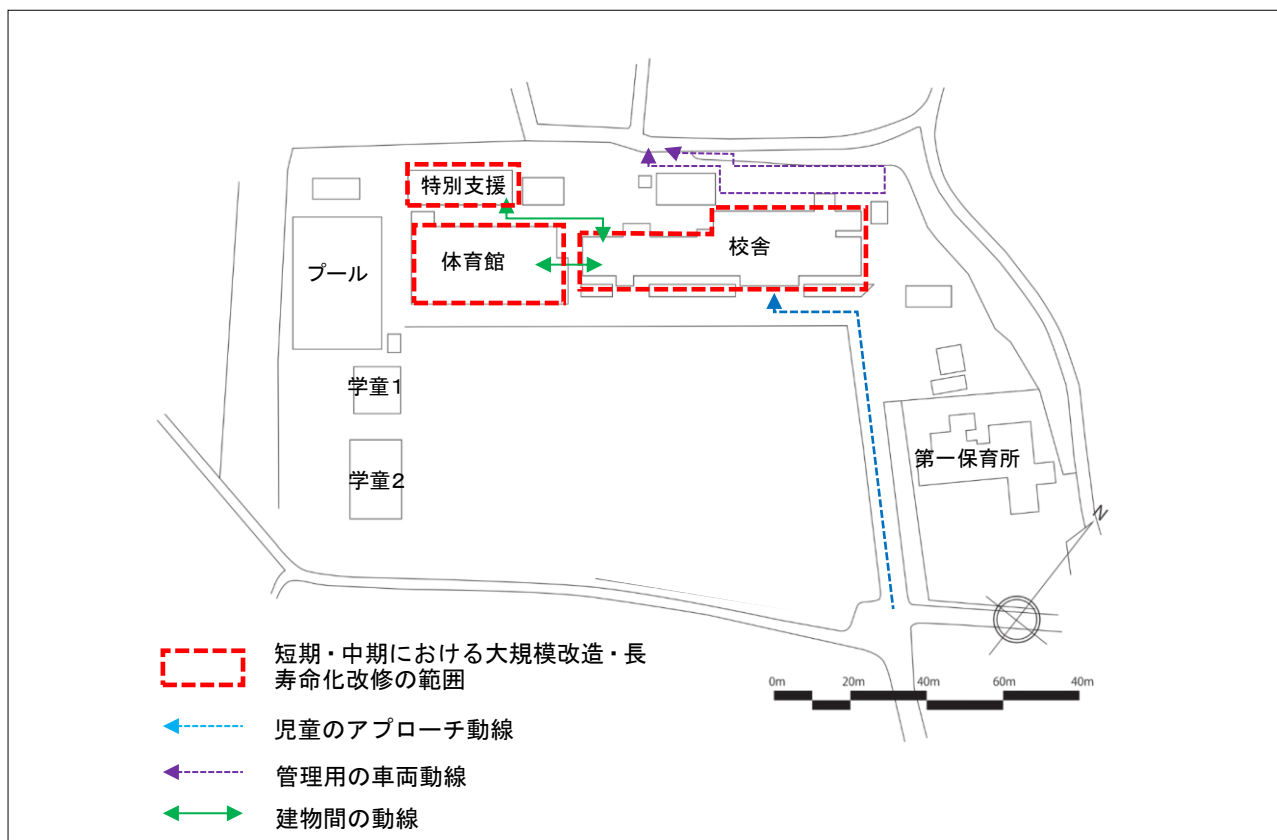 特別支援
校舎
体育館
プール
学童１
学童２
第一保育所
N
0m 20m 40m 60m 40m
短期・中期における大規模改造・長
寿命化改修の範囲
児童のアプローチ動線
管理用の車両動線
建物間の動線